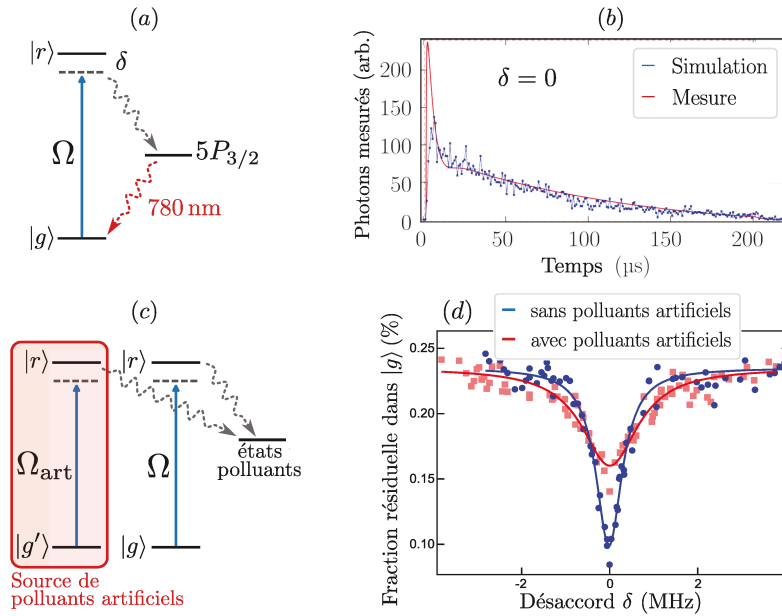 (a)
|r⟩
δ
Ω
5P3/2
780 nm
|g⟩
(b)
Photons mesurés (arb.)
200
150
100
50
0
δ = 0
Simulation
Mesure
0
50
100
150
200
Temps (µs)
(c)
|r⟩
|r⟩
Ωart
Ω
états
polluants
|g′⟩
|g⟩
Source de
polluants artificiels
(d)
sans polluants artificiels
avec polluants artificiels
Fraction résiduelle dans |g⟩ (%)
0.25
0.20
0.15
0.10
-2
0
2
Désaccord δ (MHz)